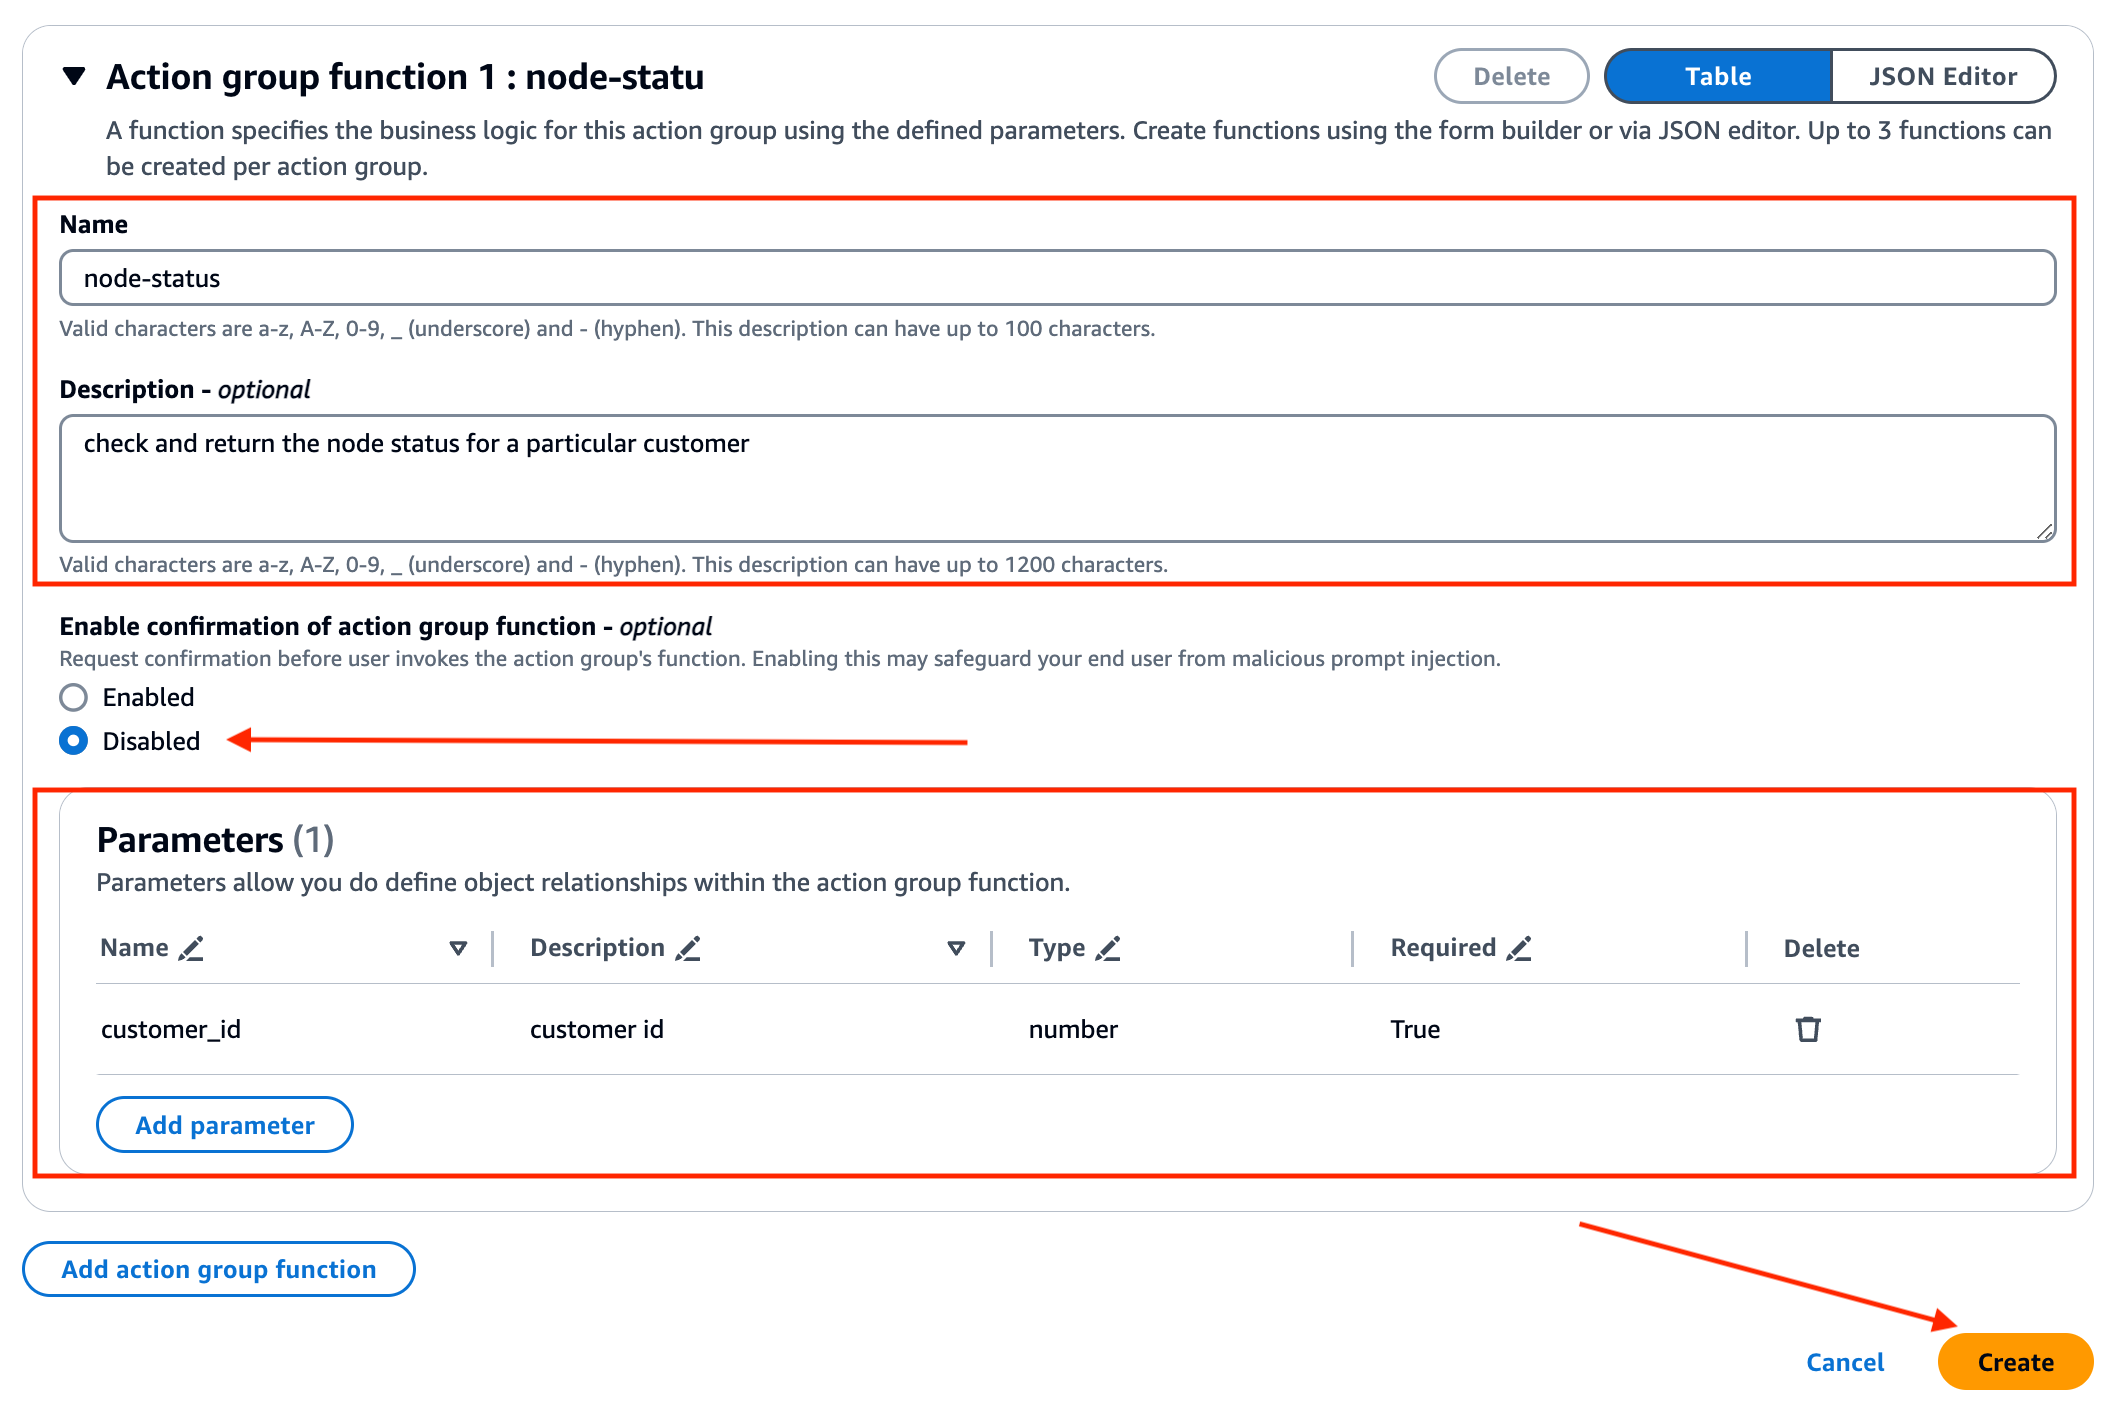 Action group function 1 : node-statu
Delete
Table
JSON Editor
A function specifies the business logic for this action group using the defined parameters. Create functions using the form builder or via JSON editor. Up to 3 functions can
be created per action group.
Name
node-status
Valid characters are a-z, A-Z, 0-9, _ (underscore) and - (hyphen). This description can have up to 100 characters.
Description - optional
check and return the node status for a particular customer
Valid characters are a-z, A-Z, 0-9, _ (underscore) and - (hyphen). This description can have up to 1200 characters.
Enable confirmation of action group function - optional
Request confirmation before user invokes the action group's function. Enabling this may safeguard your end user from malicious prompt injection.
Enabled
Disabled
Parameters (1)
Parameters allow you do define object relationships within the action group function.
Name
Description
Type
Required
Delete
customer_id
customer id
number
True
Add parameter
Add action group function
Cancel
Create